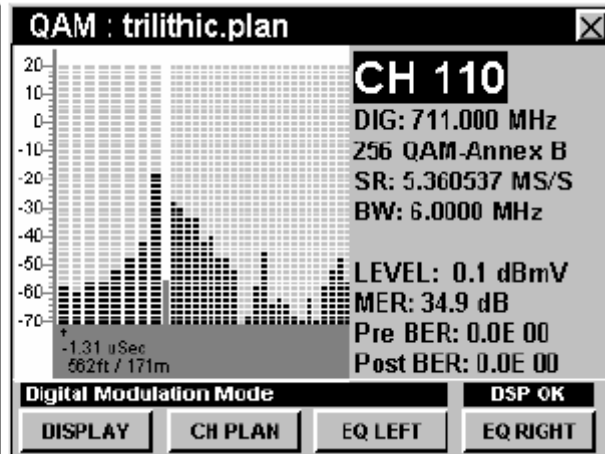 QAM : trilithic.plan
CH 110
DIG: 711.000 MHz
256 QAM-Annex B
SR: 5.360537 MS/S
BW: 6.0000 MHz
LEVEL: 0.1 dBmV
MER: 34.9 dB
Pre BER: 0.0E 00
Post BER: 0.0E 00
20
10
0
-10
-20
-30
-40
-50
-60
-70
-1.31 uSec
562ft / 171m
Digital Modulation Mode
DSP OK
DISPLAY
CH PLAN
EQ LEFT
EQ RIGHT